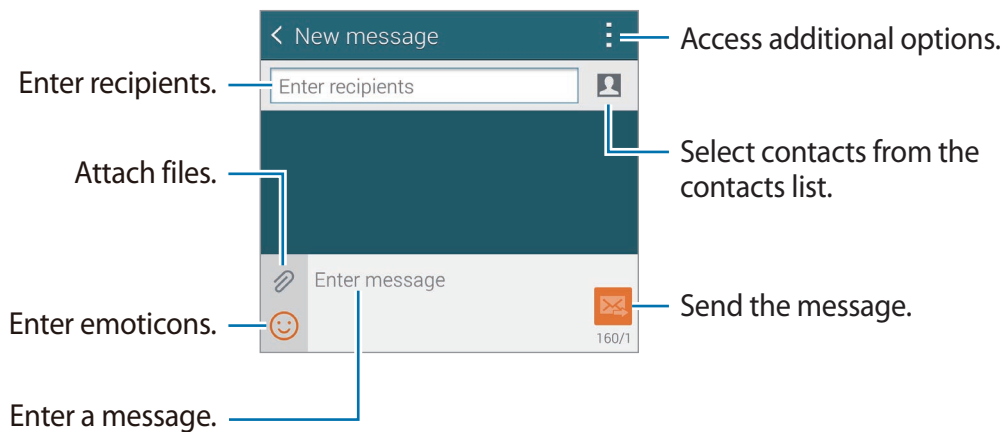 New message
Access additional options.
Enter recipients.
Enter recipients
Select contacts from the
contacts list.
Attach files.
Enter message
Send the message.
Enter emoticons.
160/1
Enter a message.